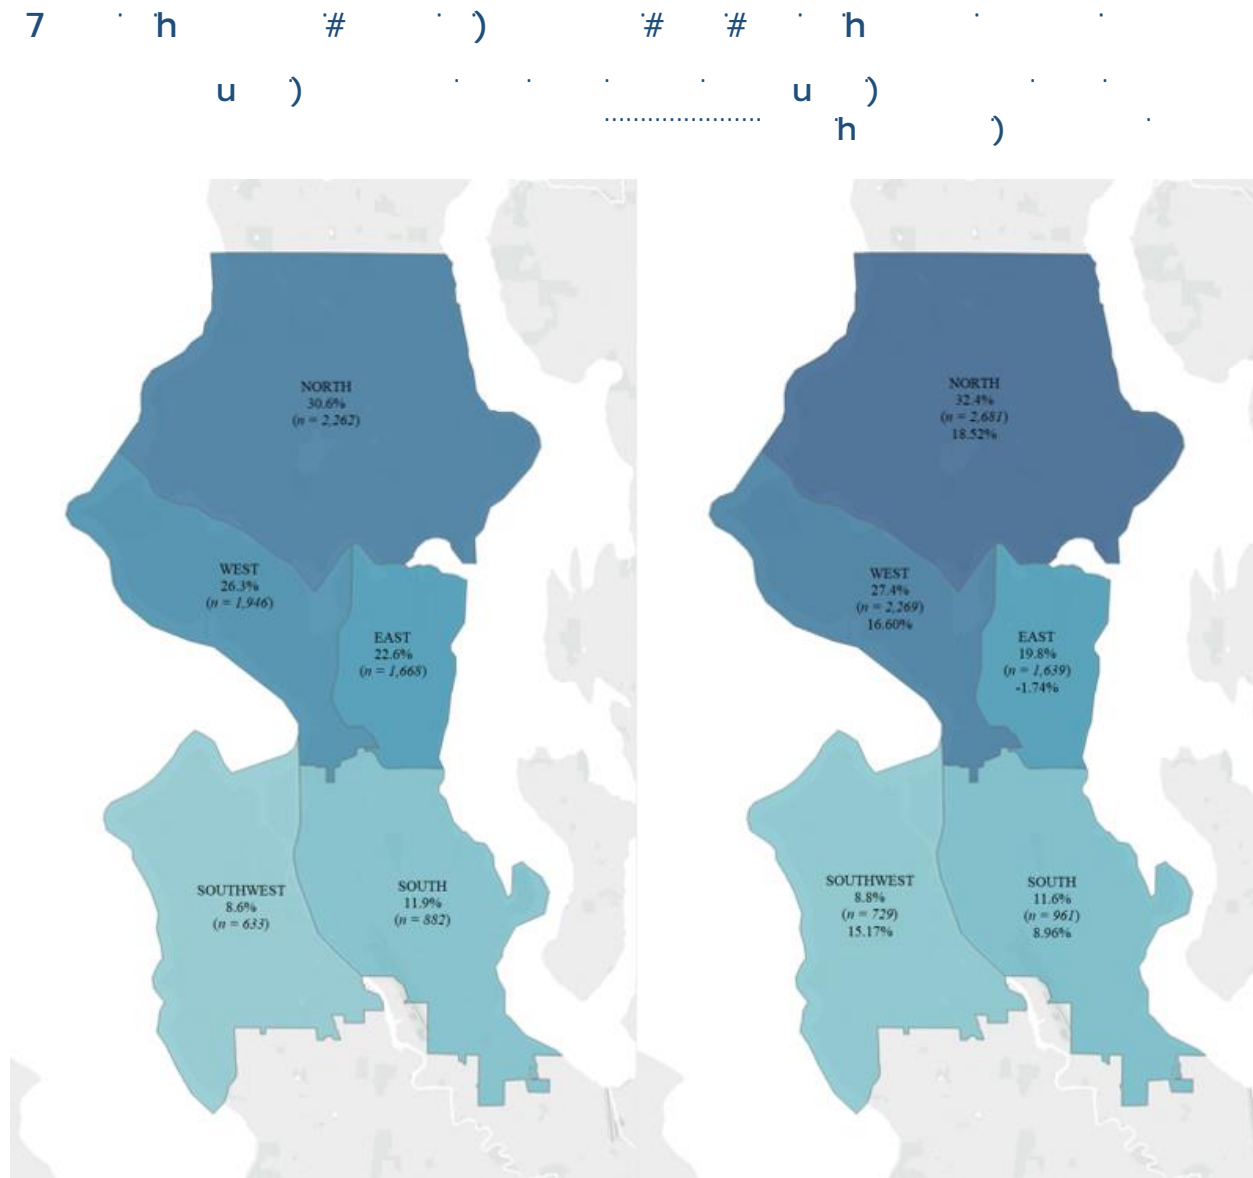 NORTH
30.6%
(n = 2,262)
WEST
26.3%
(n = 1,946)
EAST
22.6%
(n = 1,668)
SOUTHWEST
8.6%
(n = 633)
SOUTH
11.9%
(n = 882)
NORTH
32.4%
(n = 2,681)
18.52%
WEST
27.4%
(n = 2,269)
16.60%
EAST
19.8%
(n = 1,639)
-1.74%
SOUTHWEST
8.8%
(n = 729)
15.17%
SOUTH
11.6%
(n = 961)
8.96%